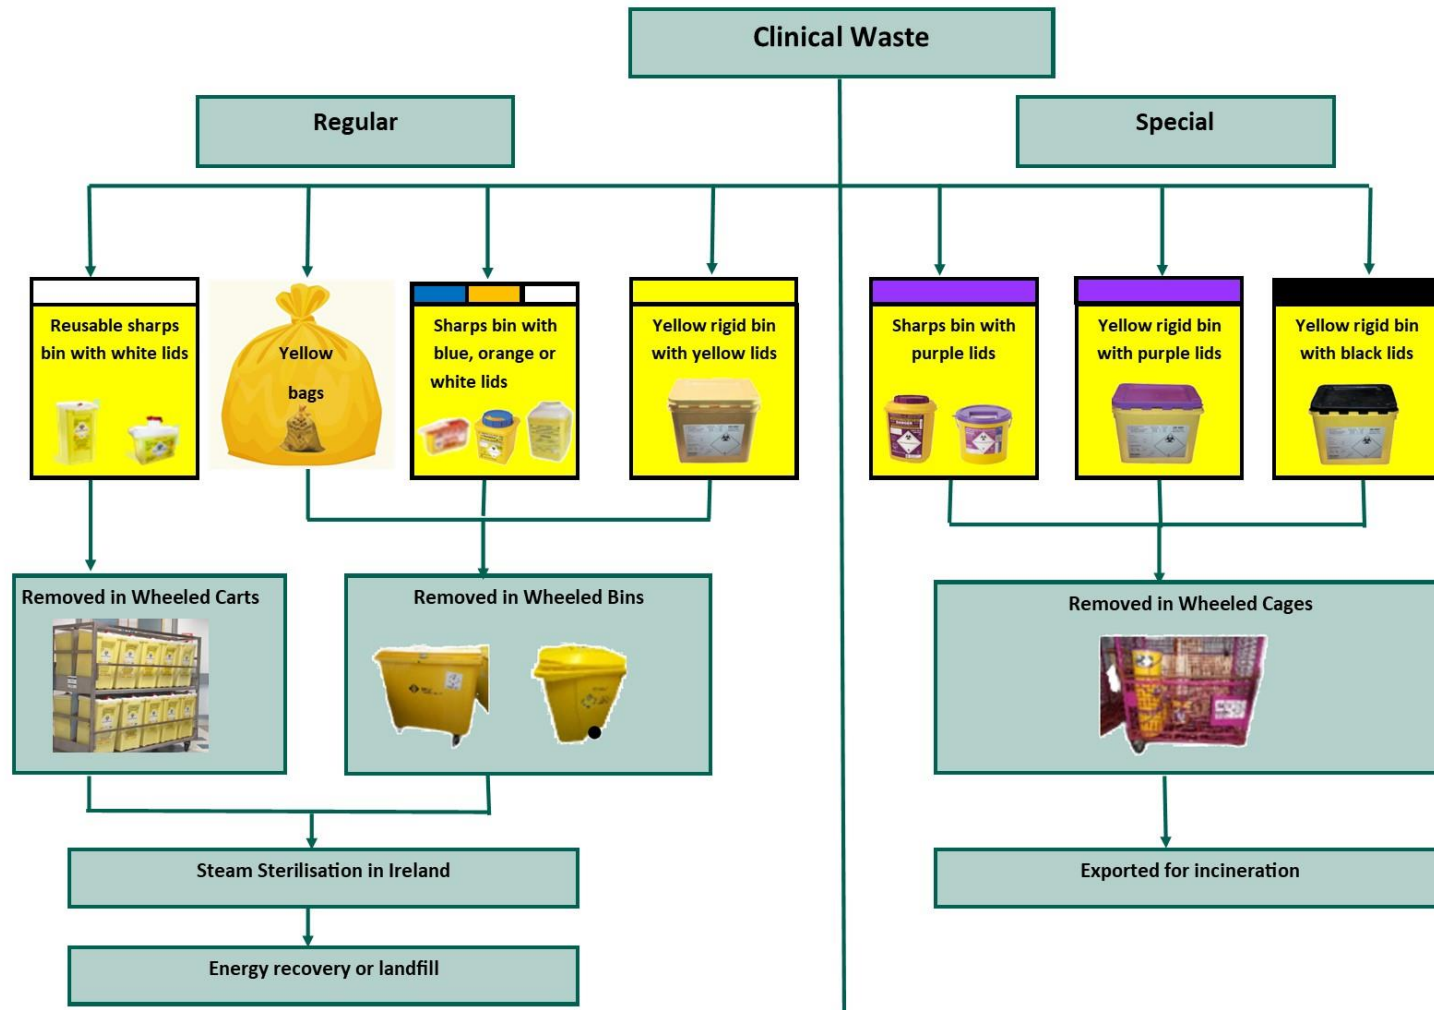 Clinical Waste
Regular
Special
Reusable sharps
bin with white lids
Yellow
bags
Sharps bin with
blue, orange or
white lids
Yellow rigid bin
with yellow lids
Sharps bin with
purple lids
Yellow rigid bin
with purple lids
Yellow rigid bin
with black lids
Removed in Wheeled Carts
Removed in Wheeled Bins
Removed in Wheeled Cages
Steam Sterilisation in Ireland
Exported for incineration
Energy recovery or landfill